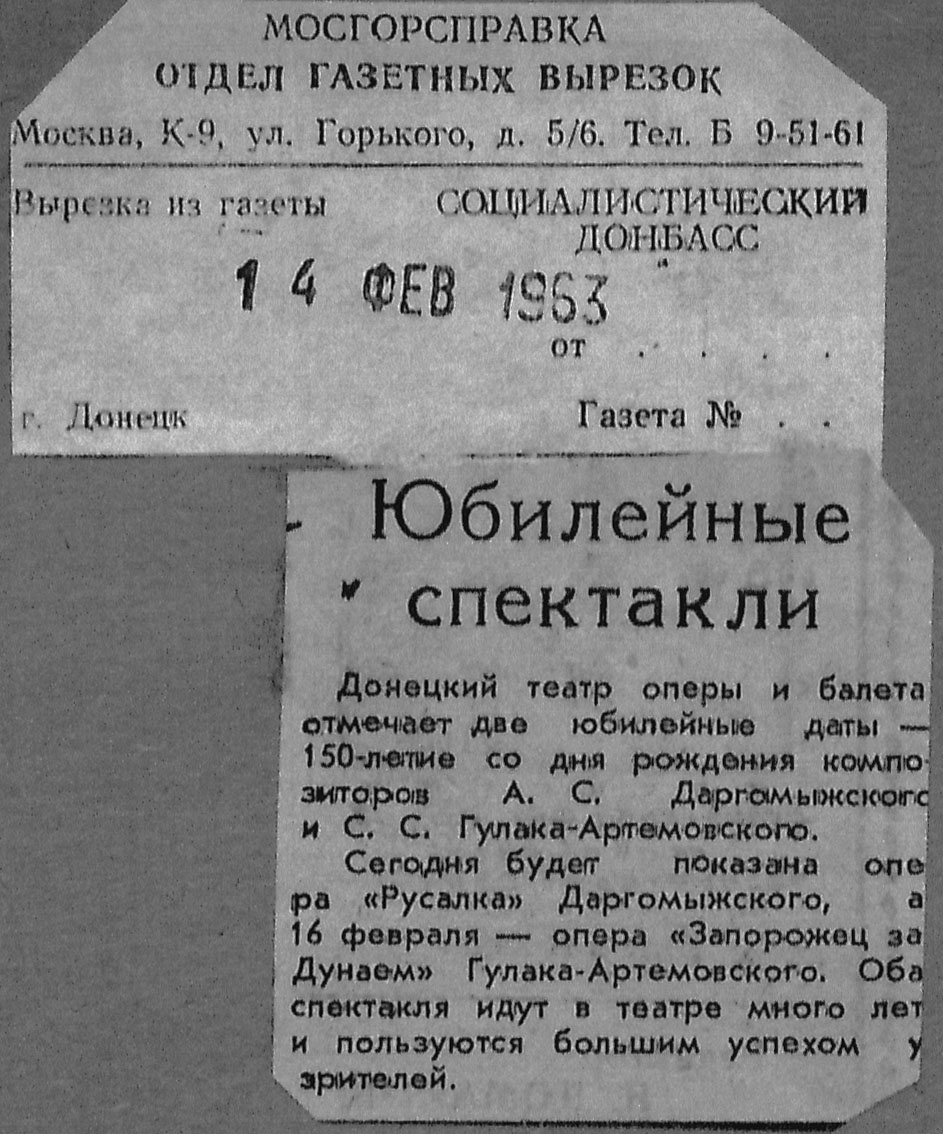 МОСГОРСПРАВКА
ОТДЕЛ ГАЗЕТНЫХ ВЫРЕЗОК
Москва, К-9, ул. Горького, д. 5/6. Тел. Б 9-51-61
Вырезка из газеты
СОЦИАЛИСТИЧЕСКИЙ
ДОНБАСС
14 ФЕВ 1963
от . . . .
г. Донецк
Газета № . .
Юбилейные
спектакли
Донецкий театр оперы и балета
отмечает две юбилейные даты —
150-летие со дня рождения компо-
зиторов А. С. Даргомыжского
и С. С. Гулака-Артемовского.
Сегодня будет показана опе
ра «Русалка» Даргомыжского, а
16 февраля — опера «Запорожец за
Дунаем» Гулака-Артемовского. Оба
спектакля идут в театре много лет
и пользуются большим успехом у
зрителей.